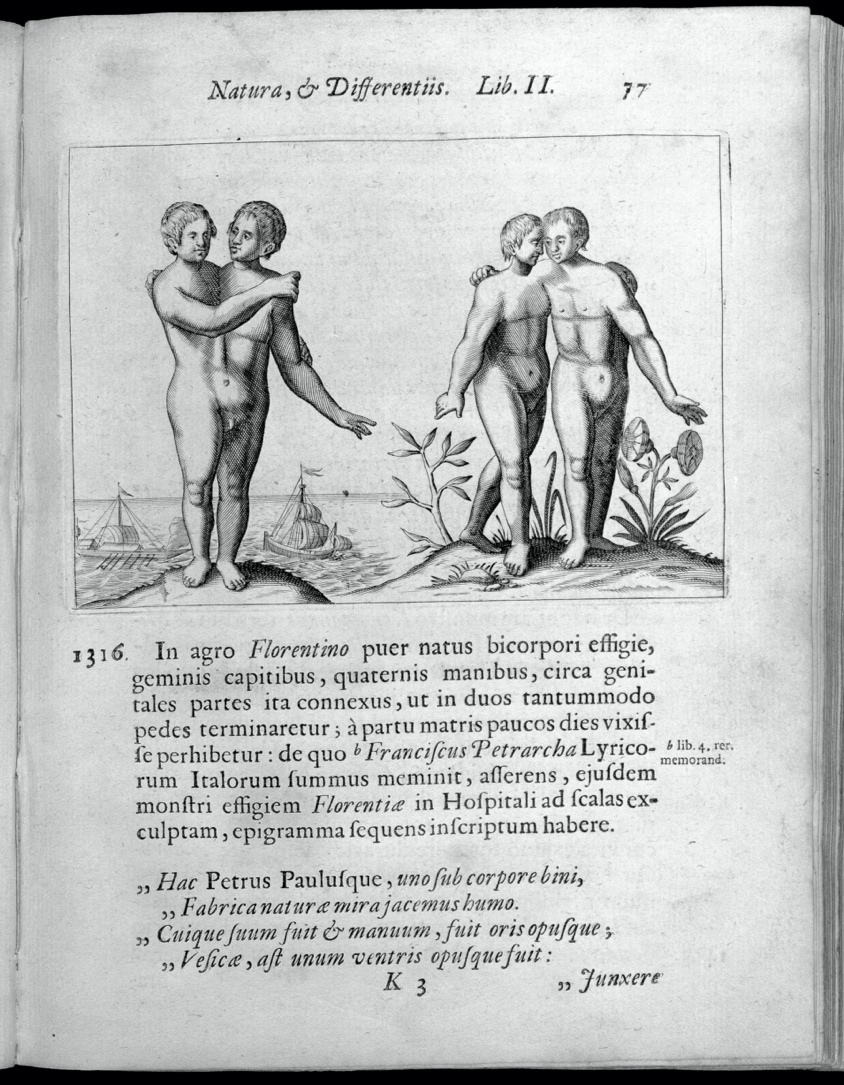 Natura, & Differentiis. Lib. II. 77
1316. In agro Florentino puer natus bicorpori effigie,
geminis capitibus, quaternis manibus, circa geni-
tales partes ita connexus, ut in duos tantummodo
pedes terminaretur; à partu matris paucos dies vixiſ-
ſe perhibetur: de quo b Franciſcus Petrarcha Lyrico-
b lib. 4. rer.
memorand.
rum Italorum ſummus meminit, aſſerens, ejuſdem
monſtri effigiem Florentiæ in Hoſpitali ad ſcalas ex-
culptam, epigramma ſequens inſcriptum habere.
„ Hac Petrus Pauluſque, uno ſub corpore bini,
„ Fabrica naturæ mira jacemus humo.
„ Cuique ſuum fuit & manuum, fuit oris opuſque;
„ Veſicæ, aſt unum ventris opuſque fuit:
K 3 „ Junxere